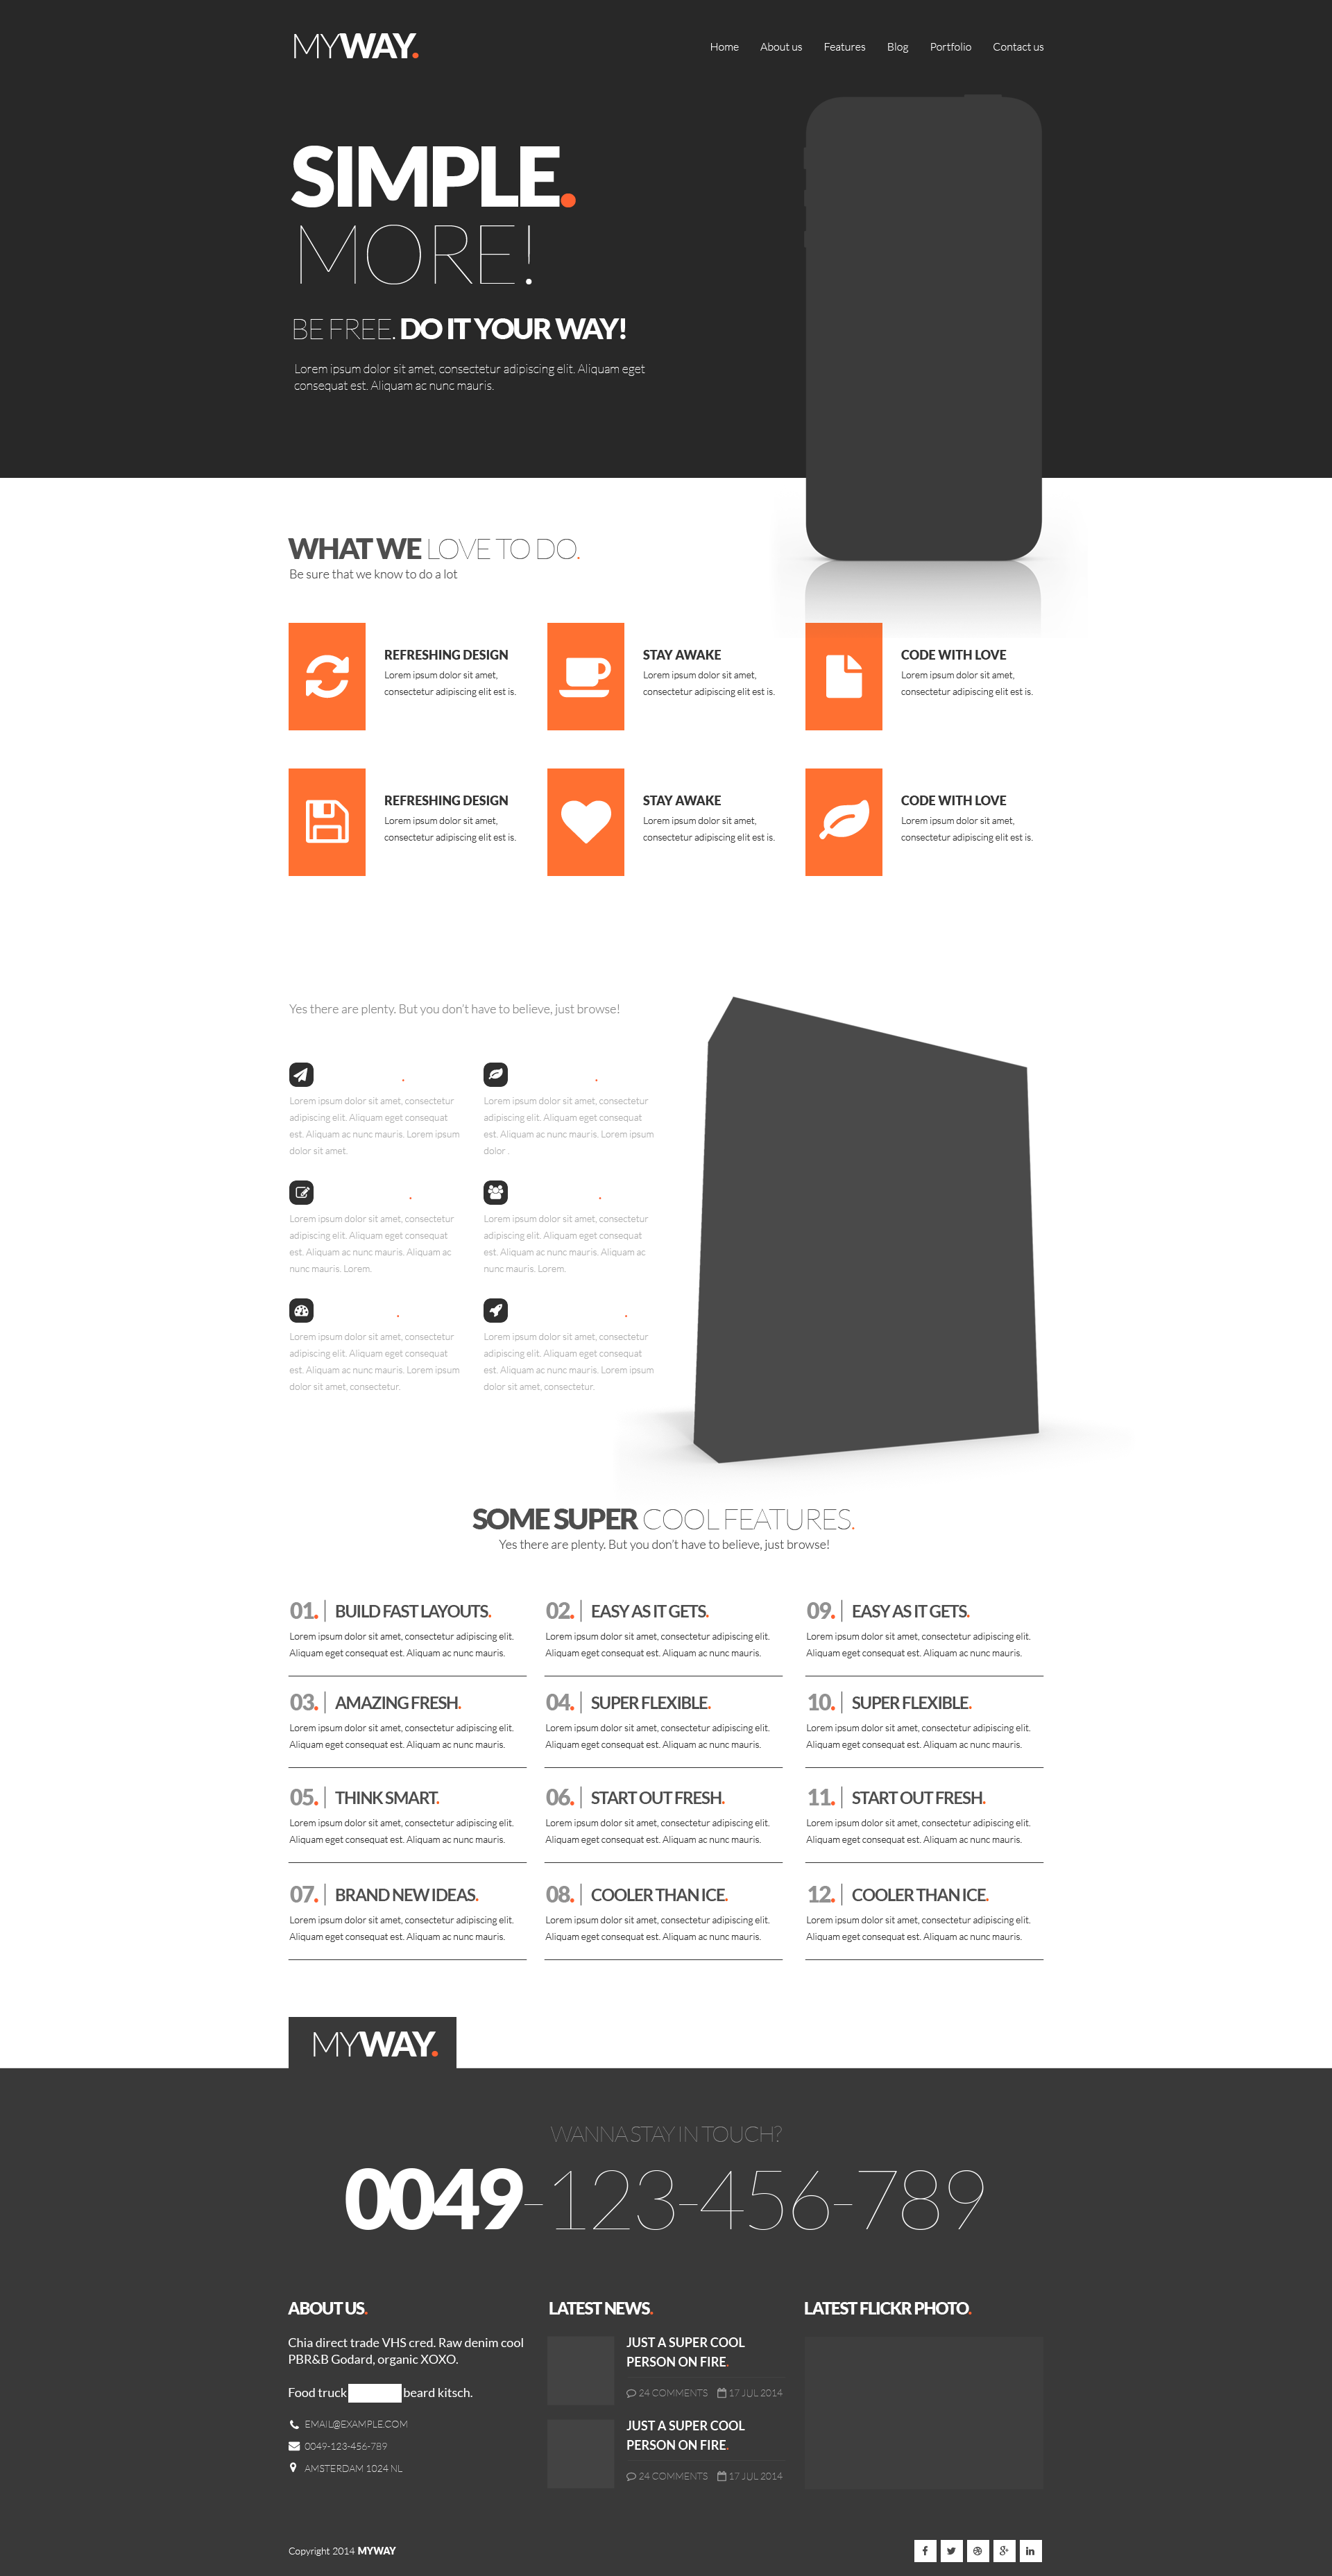 MYWAY.
Home About us Features Blog Portfolio Contact us
SIMPLE.
MORE!
BE FREE. DO IT YOUR WAY!
Lorem ipsum dolor sit amet, consectetur adipiscing elit. Aliquam eget
consequat est. Aliquam ac nunc mauris.
WHAT WE LOVE TO DO.
Be sure that we know to do a lot
REFRESHING DESIGN
Lorem ipsum dolor sit amet,
consectetur adipiscing elit est is.
STAY AWAKE
Lorem ipsum dolor sit amet,
consectetur adipiscing elit est is.
CODE WITH LOVE
Lorem ipsum dolor sit amet,
consectetur adipiscing elit est is.
REFRESHING DESIGN
Lorem ipsum dolor sit amet,
consectetur adipiscing elit est is.
STAY AWAKE
Lorem ipsum dolor sit amet,
consectetur adipiscing elit est is.
CODE WITH LOVE
Lorem ipsum dolor sit amet,
consectetur adipiscing elit est is.
Yes there are plenty. But you don't have to believe, just browse!
Lorem ipsum dolor sit amet, consectetur
adipiscing elit. Aliquam eget consequat
est. Aliquam ac nunc mauris. Lorem ipsum
dolor sit amet.
Lorem ipsum dolor sit amet, consectetur
adipiscing elit. Aliquam eget consequat
est. Aliquam ac nunc mauris. Lorem ipsum
dolor .
Lorem ipsum dolor sit amet, consectetur
adipiscing elit. Aliquam eget consequat
est. Aliquam ac nunc mauris. Aliquam ac
nunc mauris. Lorem.
Lorem ipsum dolor sit amet, consectetur
adipiscing elit. Aliquam eget consequat
est. Aliquam ac nunc mauris. Aliquam ac
nunc mauris. Lorem.
Lorem ipsum dolor sit amet, consectetur
adipiscing elit. Aliquam eget consequat
est. Aliquam ac nunc mauris. Lorem ipsum
dolor sit amet, consectetur.
Lorem ipsum dolor sit amet, consectetur
adipiscing elit. Aliquam eget consequat
est. Aliquam ac nunc mauris. Lorem ipsum
dolor sit amet, consectetur.
SOME SUPER COOL FEATURES.
Yes there are plenty. But you don't have to believe, just browse!
01. BUILD FAST LAYOUTS.
Lorem ipsum dolor sit amet, consectetur adipiscing elit.
Aliquam eget consequat est. Aliquam ac nunc mauris.
02. EASY AS IT GETS.
Lorem ipsum dolor sit amet, consectetur adipiscing elit.
Aliquam eget consequat est. Aliquam ac nunc mauris.
09. EASY AS IT GETS.
Lorem ipsum dolor sit amet, consectetur adipiscing elit.
Aliquam eget consequat est. Aliquam ac nunc mauris.
03. AMAZING FRESH.
Lorem ipsum dolor sit amet, consectetur adipiscing elit.
Aliquam eget consequat est. Aliquam ac nunc mauris.
04. SUPER FLEXIBLE.
Lorem ipsum dolor sit amet, consectetur adipiscing elit.
Aliquam eget consequat est. Aliquam ac nunc mauris.
10. SUPER FLEXIBLE.
Lorem ipsum dolor sit amet, consectetur adipiscing elit.
Aliquam eget consequat est. Aliquam ac nunc mauris.
05. THINK SMART.
Lorem ipsum dolor sit amet, consectetur adipiscing elit.
Aliquam eget consequat est. Aliquam ac nunc mauris.
06. START OUT FRESH.
Lorem ipsum dolor sit amet, consectetur adipiscing elit.
Aliquam eget consequat est. Aliquam ac nunc mauris.
11. START OUT FRESH.
Lorem ipsum dolor sit amet, consectetur adipiscing elit.
Aliquam eget consequat est. Aliquam ac nunc mauris.
07. BRAND NEW IDEAS.
Lorem ipsum dolor sit amet, consectetur adipiscing elit.
Aliquam eget consequat est. Aliquam ac nunc mauris.
08. COOLER THAN ICE.
Lorem ipsum dolor sit amet, consectetur adipiscing elit.
Aliquam eget consequat est. Aliquam ac nunc mauris.
12. COOLER THAN ICE.
Lorem ipsum dolor sit amet, consectetur adipiscing elit.
Aliquam eget consequat est. Aliquam ac nunc mauris.
MYWAY.
WANNA STAY IN TOUCH?
0049-123-456-789
ABOUT US.
Chia direct trade VHS cred. Raw denim cool
PBR&B Godard, organic XOXO.
Food truck beard kitsch.
EMAIL@EXAMPLE.COM
0049-123-456-789
AMSTERDAM 1024 NL
LATEST NEWS.
JUST A SUPER COOL
PERSON ON FIRE.
24 COMMENTS 17 JUL 2014
JUST A SUPER COOL
PERSON ON FIRE.
24 COMMENTS 17 JUL 2014
LATEST FLICKR PHOTO.
Copyright 2014 MYWAY